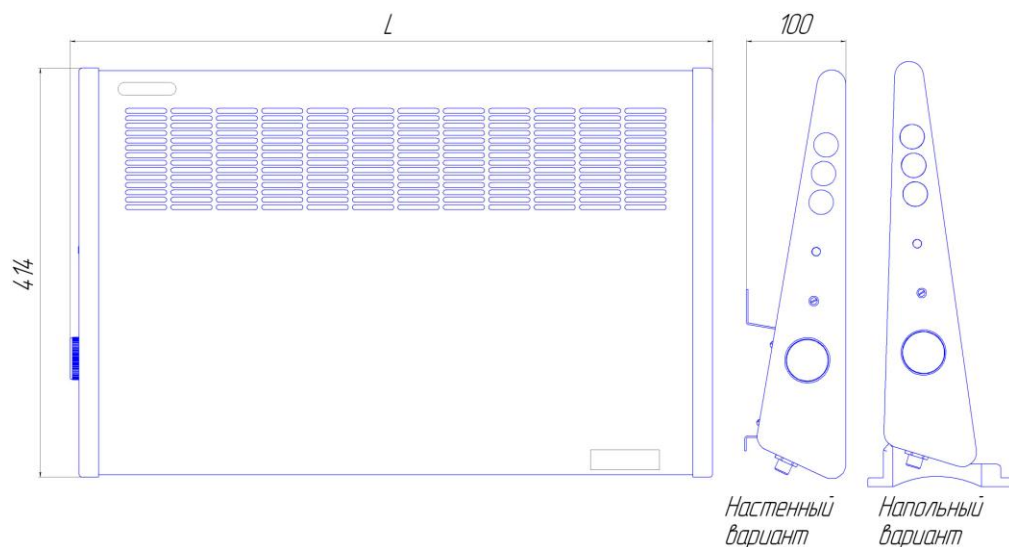 L
100
414
Настенный
вариант
Напольный
вариант